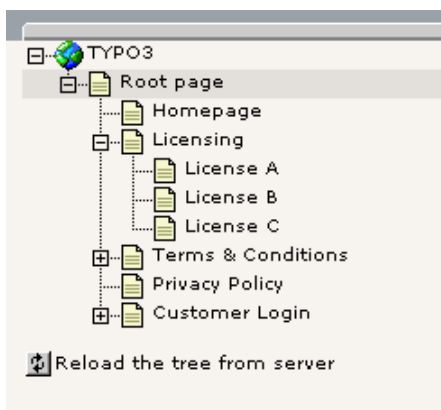 TYPO3
Root page
Homepage
Licensing
License A
License B
License C
Terms & Conditions
Privacy Policy
Customer Login
Reload the tree from server